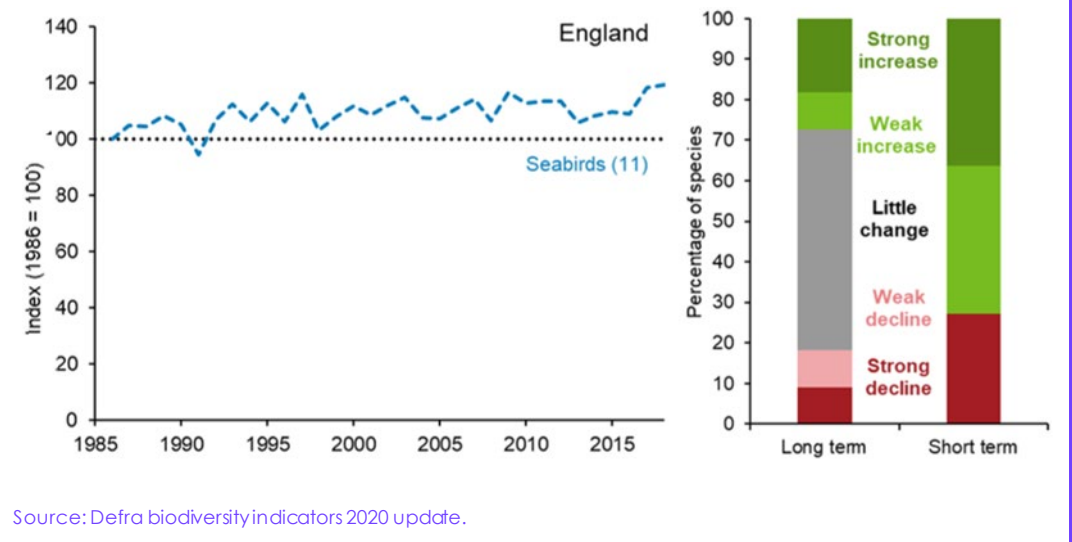 England
Seabirds (11)
Index (1986 = 100)
140
120
100
80
60
40
20
0
1985 1990 1995 2000 2005 2010 2015
Percentage of species
100
90
80
70
60
50
40
30
20
10
0
Strong
increase
Weak
increase
Little
change
Weak
decline
Strong
decline
Long term Short term
Source: Defra biodiversity indicators 2020 update.